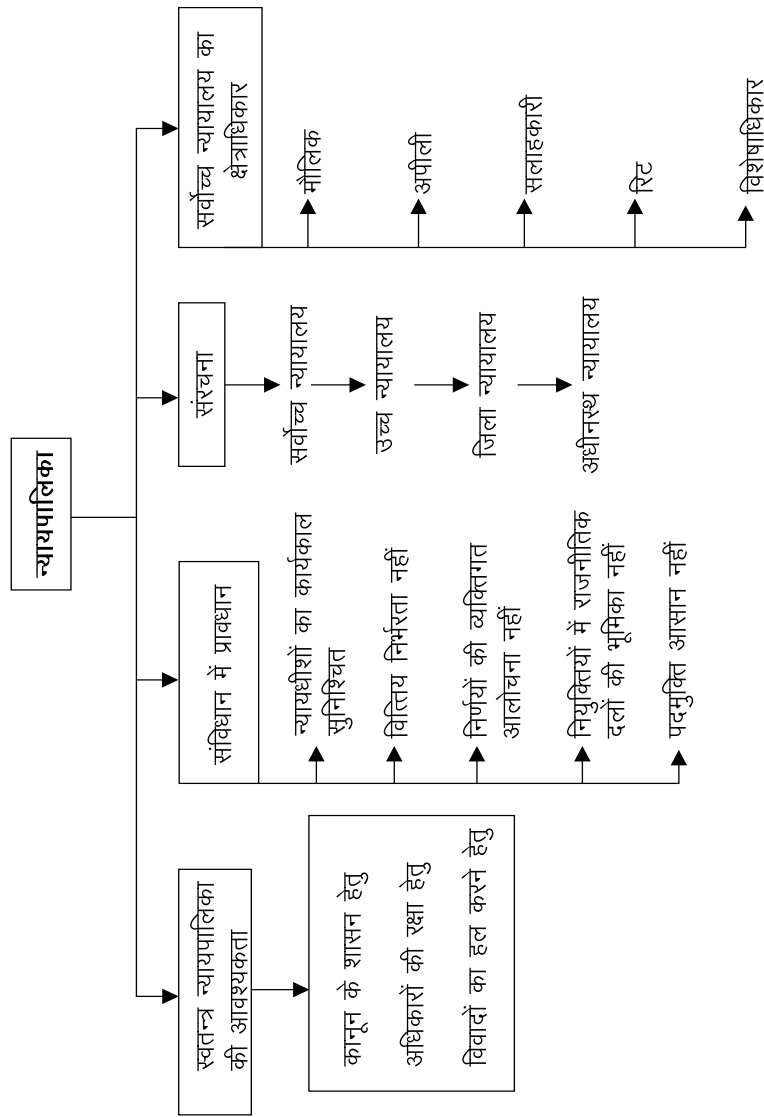 न्यायपालिका
स्वतन्त्र न्यायपालिका
की आवश्यकता
कानून के शासन हेतु
अधिकारों की रक्षा हेतु
विवादों का हल करने हेतु
संविधान में प्रावधान
न्यायधीशों का कार्यकाल
सुनिश्चित
वित्तिय निर्भरता नहीं
निर्णयों की व्यक्तिगत
आलोचना नहीं
नियुक्तियों में राजनीतिक
दलों की भूमिका नहीं
पदमुक्ति आसान नहीं
संरचना
सर्वोच्च न्यायालय
उच्च न्यायालय
जिला न्यायालय
अधीनस्थ न्यायालय
सर्वोच्च न्यायालय का
क्षेत्राधिकार
मौलिक
अपीली
सलाहकारी
रिट
विशेषाधिकार